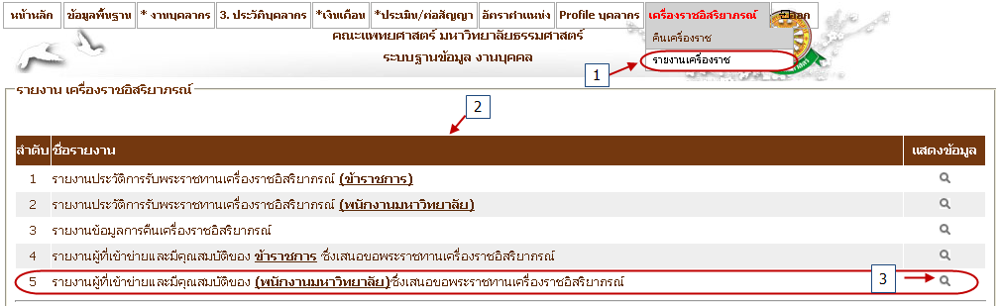 หน้าหลัก ข้อมูลพื้นฐาน * งานบุคลากร 3. ประวัติบุคลากร *เงินเดือน *ประเมิน/ต่อสัญญา อัตราตำแหน่ง Profile บุคลากร เครื่องราชอิสริยาภรณ์
คืนเครื่องราช
รายงานเครื่องราช
คณะแพทยศาสตร์ มหาวิทยาลัยธรรมศาสตร์
ระบบฐานข้อมูล งานบุคคล
1
รายงาน เครื่องราชอิสริยาภรณ์
2
ลำดับ ชื่อรายงาน แสดงข้อมูล
1 รายงานประวัติการรับพระราชทานเครื่องราชอิสริยาภรณ์ (ข้าราชการ)
2 รายงานประวัติการรับพระราชทานเครื่องราชอิสริยาภรณ์ (พนักงานมหาวิทยาลัย)
3 รายงานข้อมูลการคืนเครื่องราชอิสริยาภรณ์
4 รายงานผู้ที่เข้าข่ายและมีคุณสมบัติของ ข้าราชการ ซึ่งเสนอขอพระราชทานเครื่องราชอิสริยาภรณ์
5 รายงานผู้ที่เข้าข่ายและมีคุณสมบัติของ (พนักงานมหาวิทยาลัย)ซึ่งเสนอขอพระราชทานเครื่องราชอิสริยาภรณ์ 3